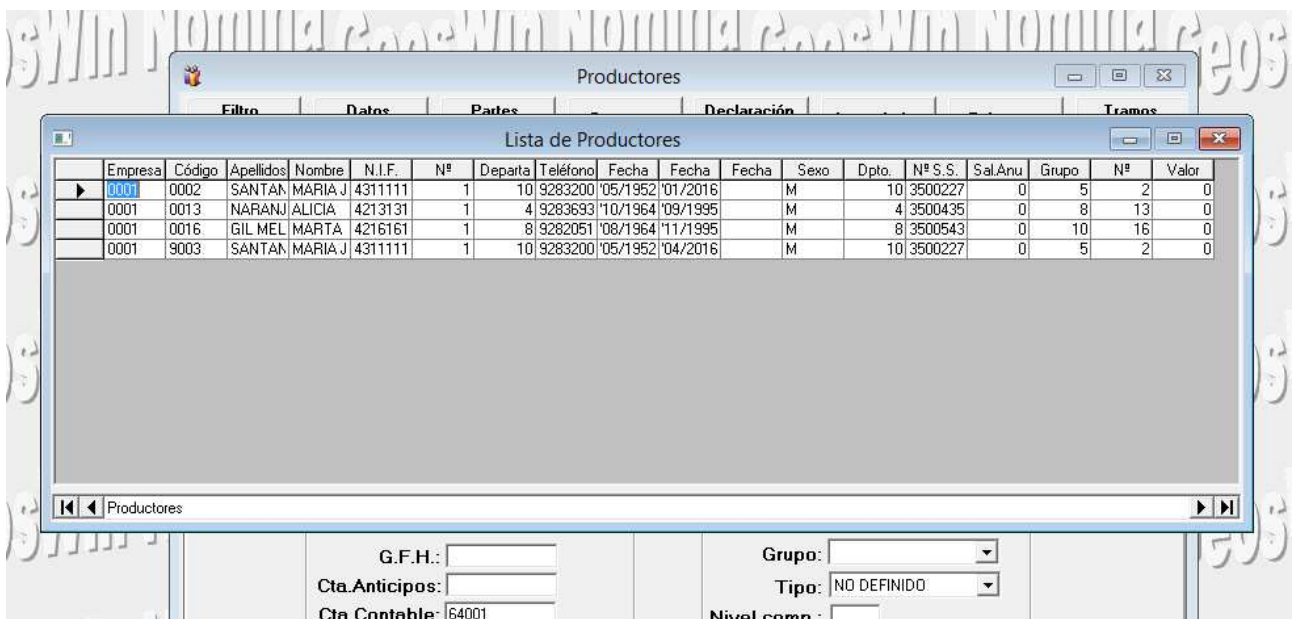 GeosWin Nomina GeosWin Nomina Geos
Productores
Filtro Datos Partes Declaración Tramos
Lista de Productores
Empresa Código Apellidos Nombre N.I.F. Nº Departa Teléfono Fecha Fecha Fecha Sexo Dpto. Nº S.S. Sal.Anu Grupo Nº Valor
0001 0002 SANTAN MARIA J 4311111 1 10 9283200 '05/1952 '01/2016 M 10 3500227 0 5 2 0
0001 0013 NARANJ ALICIA 4213131 1 4 9283693 '10/1964 '09/1995 M 4 3500435 0 8 13 0
0001 0016 GIL MEL MARTA 4216161 1 8 9282051 '08/1964 '11/1995 M 8 3500543 0 10 16 0
0001 9003 SANTAN MARIA J 4311111 1 10 9283200 '05/1952 '04/2016 M 10 3500227 0 5 2 0
Productores
G.F.H.: Grupo:
Cta.Anticipos: Tipo: NO DEFINIDO
Cta.Contable: 64001 Nivel comp.: